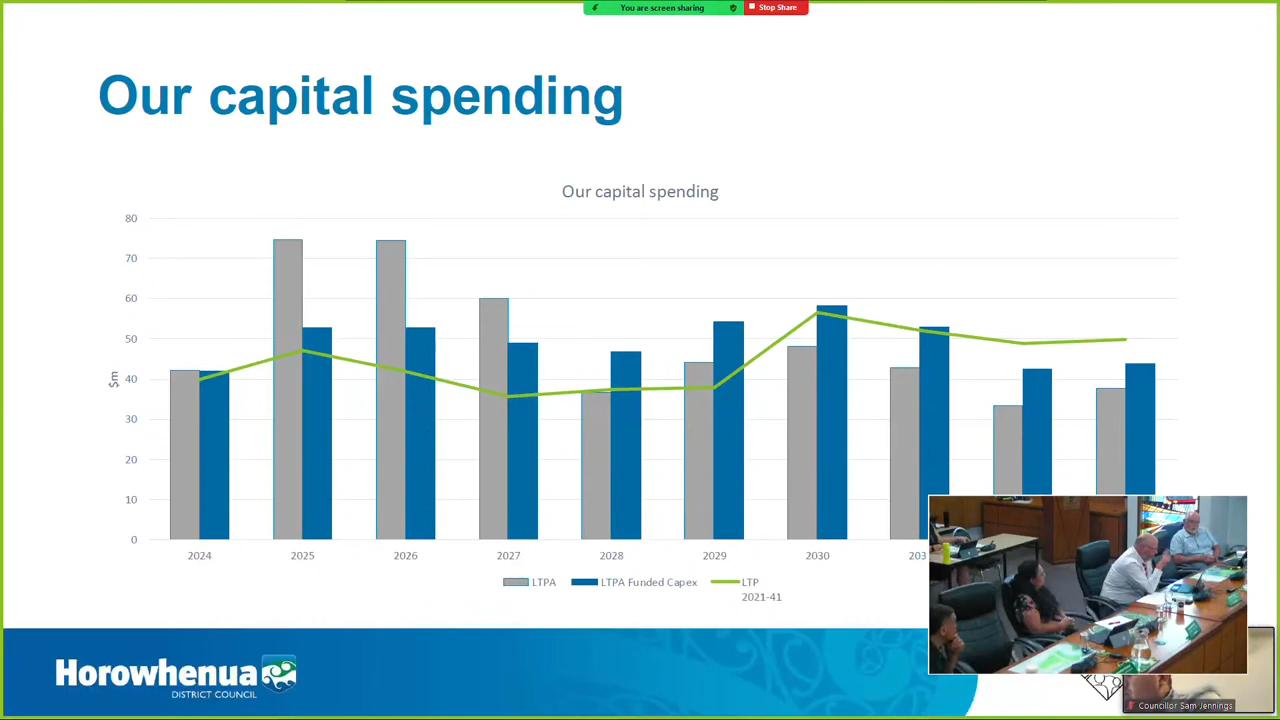 You are screen sharing
Stop Share
Our capital spending
Our capital spending
80
70
60
50
40
30
20
10
0
$m
2024
2025
2026
2027
2028
2029
2030
LTPA
LTPA Funded Capex
LTP
2021-41
Horowhenua
DISTRICT COUNCIL
Councillor Sam Jennings